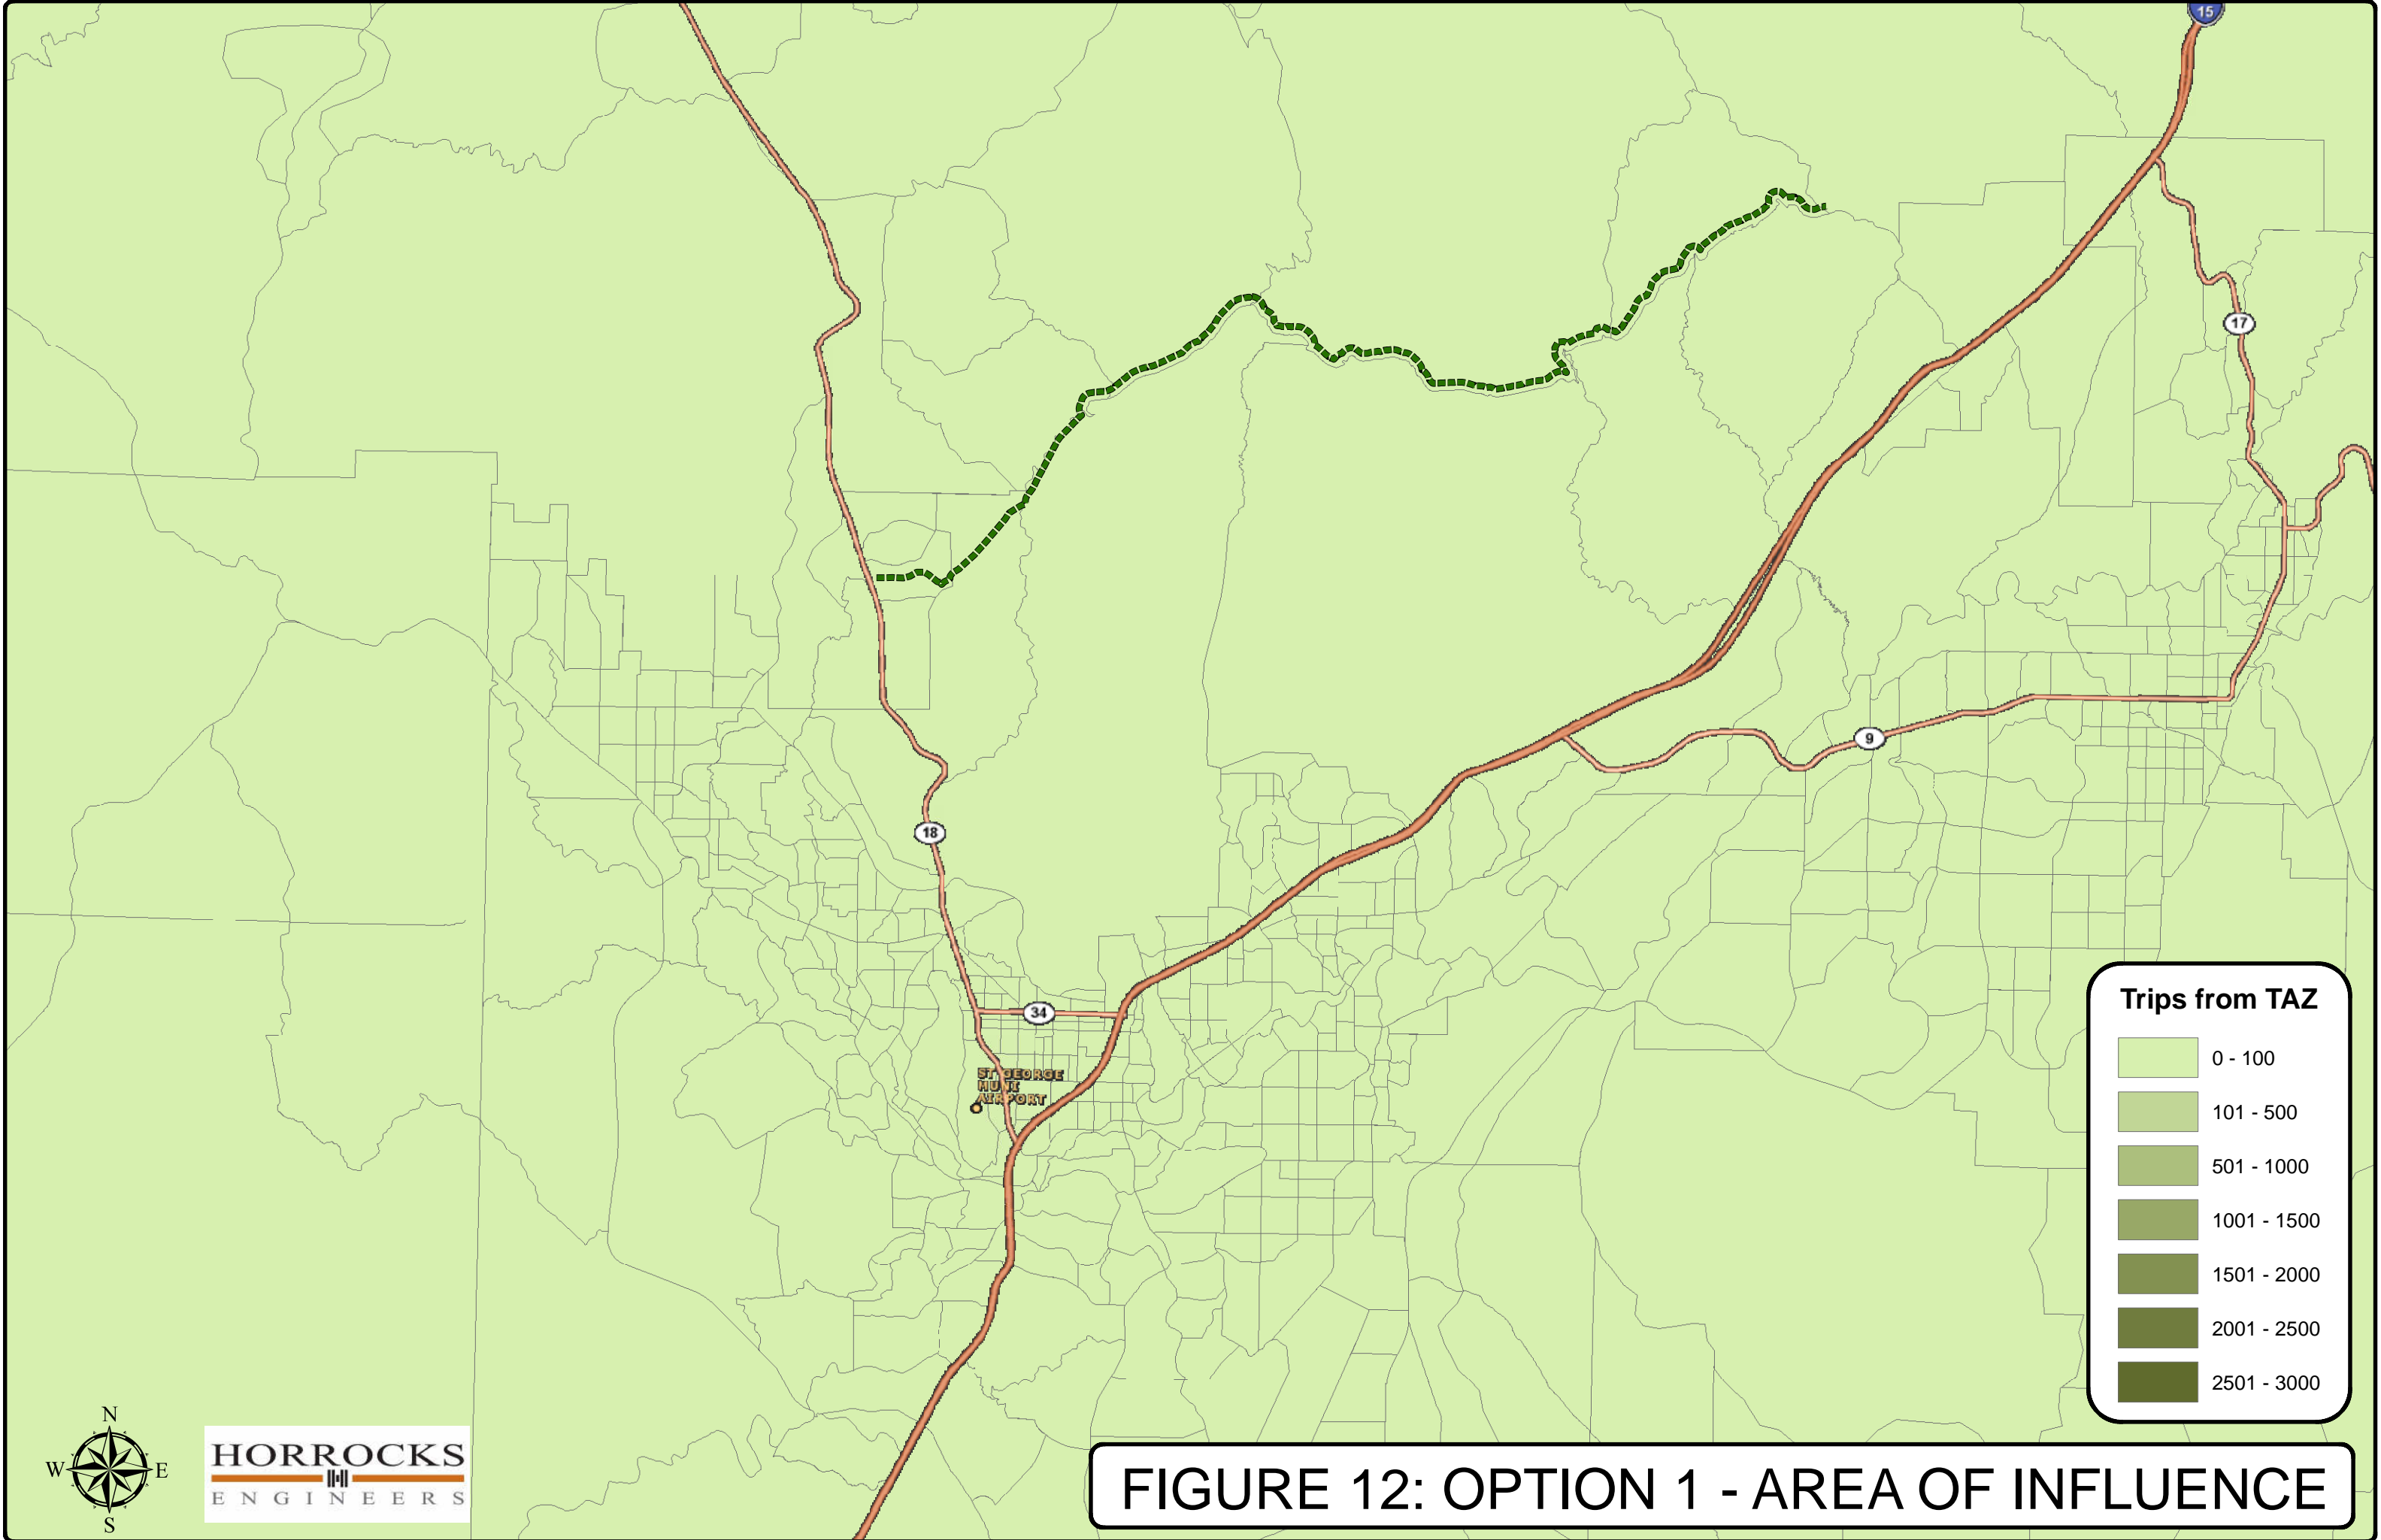 15
17
9
18
34
ST GEORGE
MUNI
AIRPORT
Trips from TAZ
0 - 100
101 - 500
501 - 1000
1001 - 1500
1501 - 2000
2001 - 2500
2501 - 3000
N
W E
S
HORROCKS
ENGINEERS
FIGURE 12: OPTION 1 - AREA OF INFLUENCE